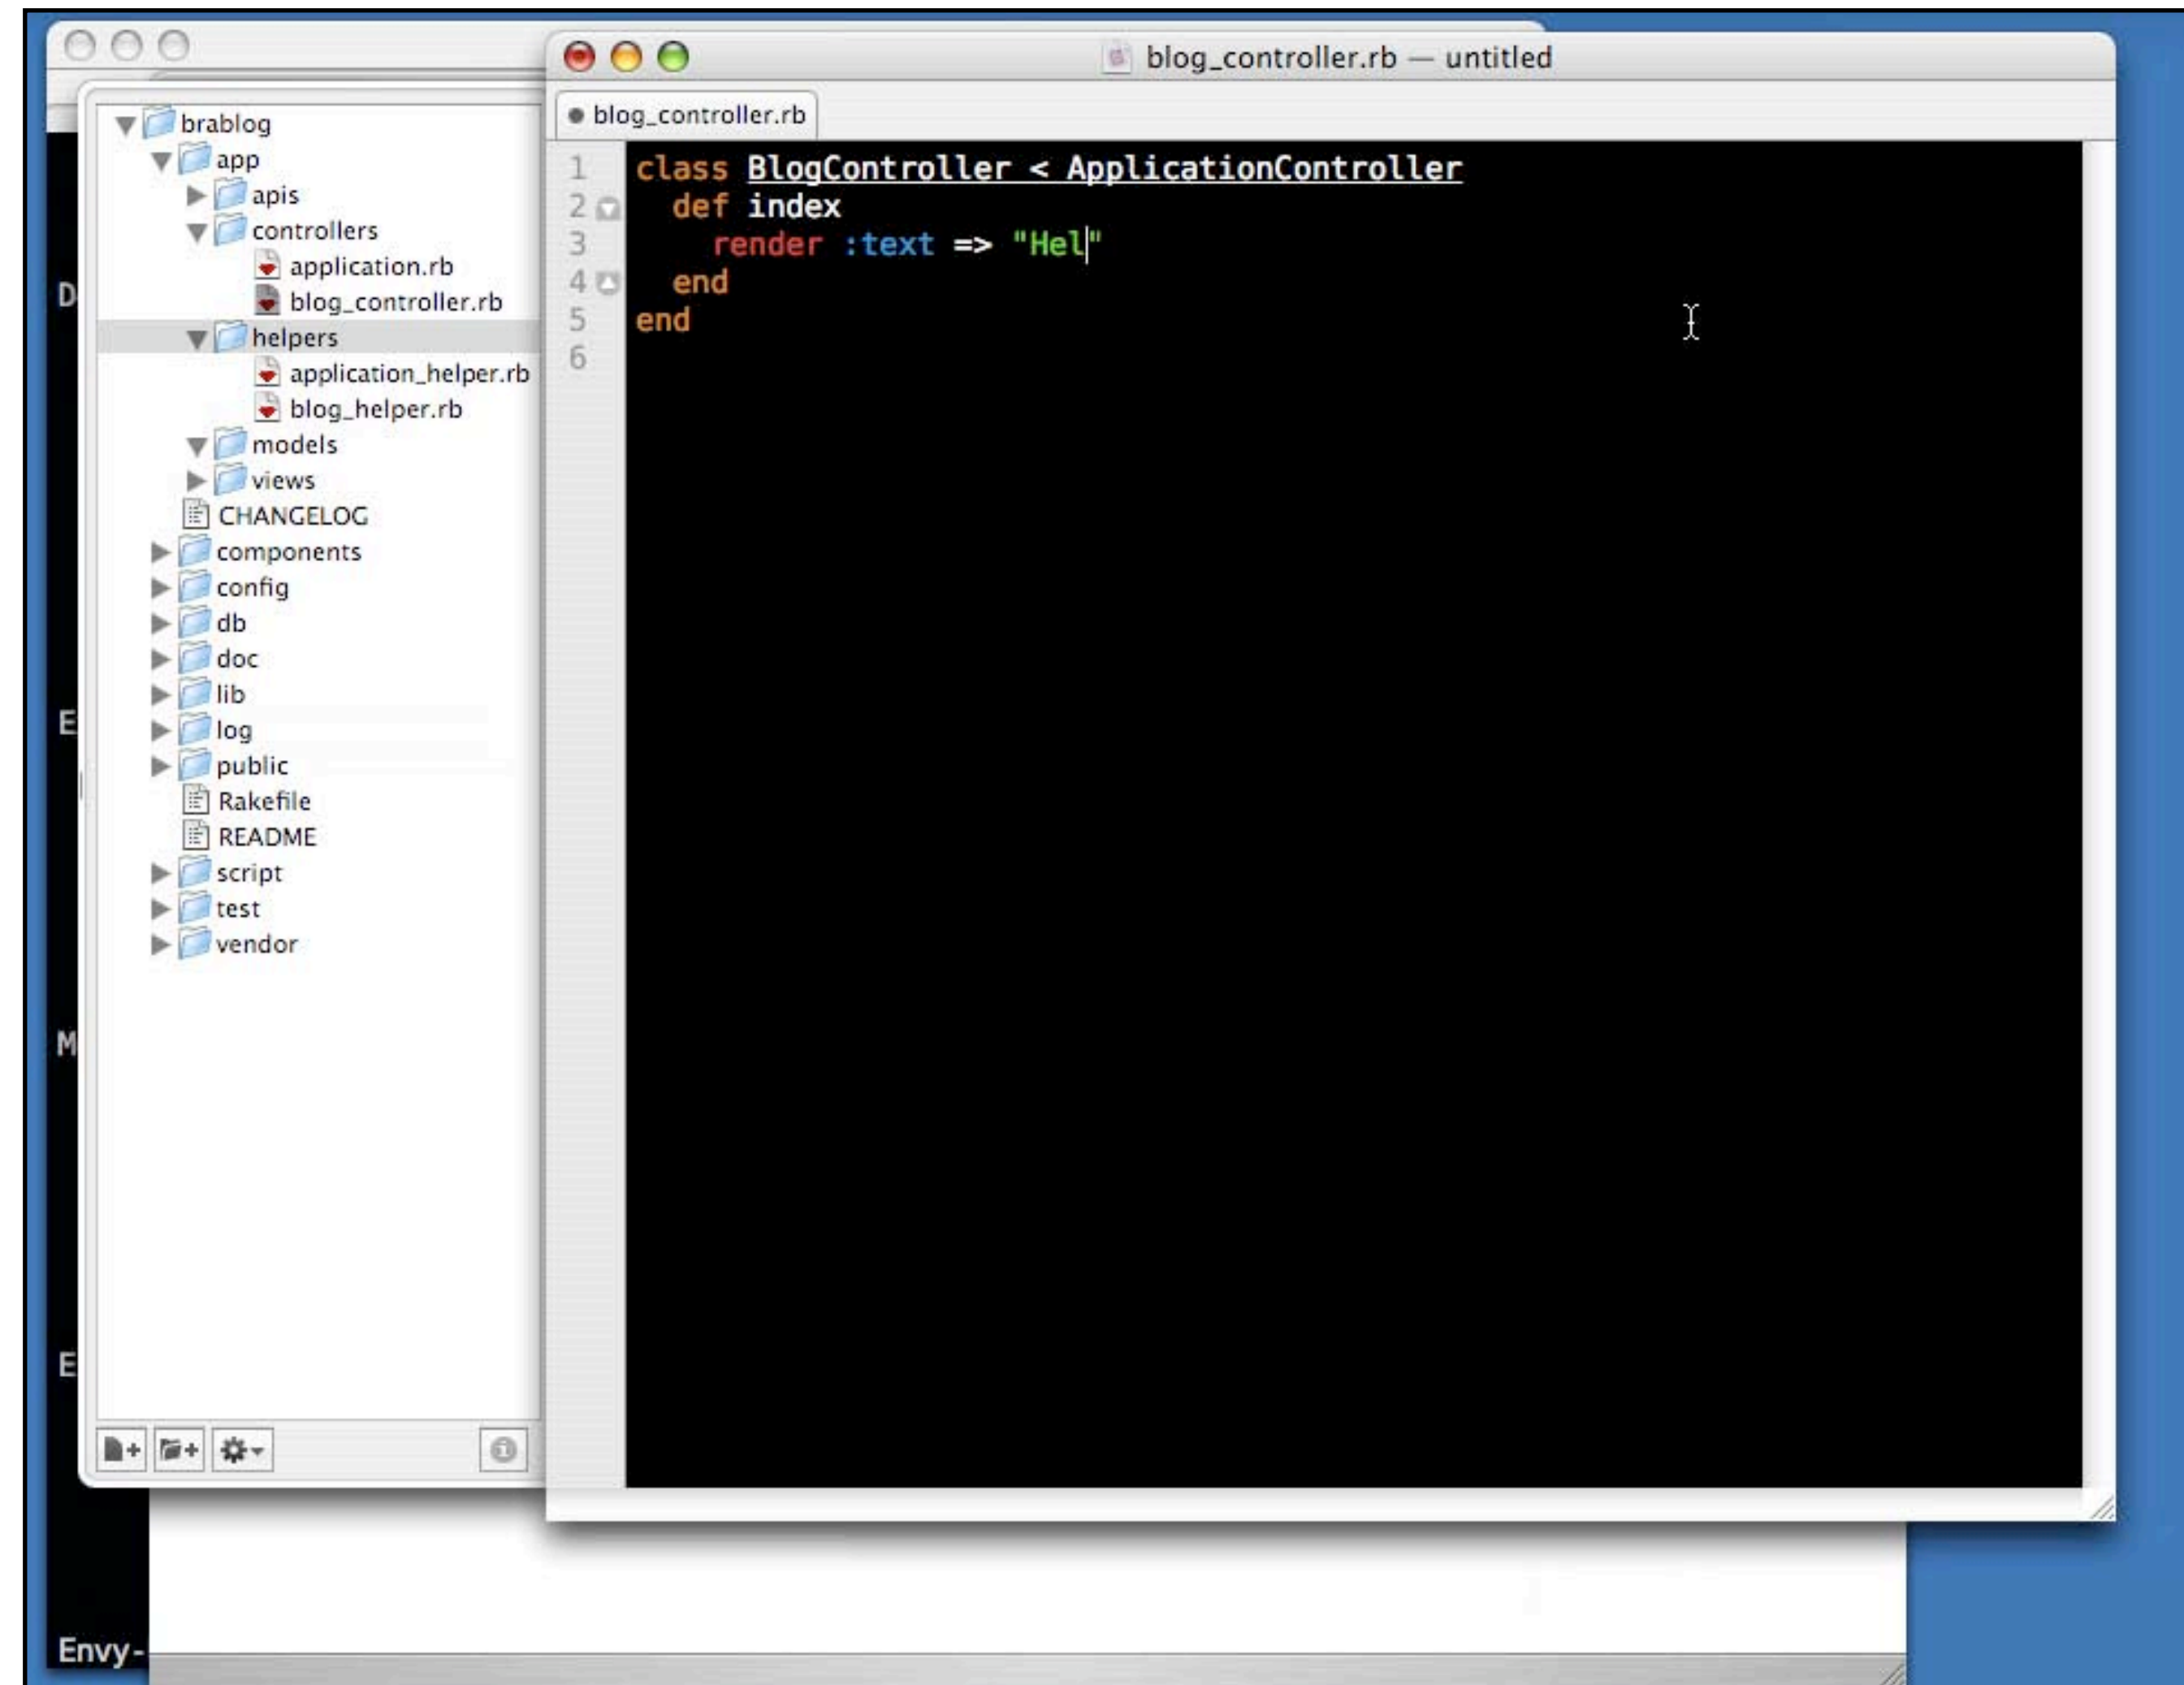 blog_controller.rb — untitled
blog_controller.rb
brablog
app
apis
controllers
application.rb
blog_controller.rb
helpers
application_helper.rb
blog_helper.rb
models
views
CHANGELOG
components
config
db
doc
lib
log
public
Rakefile
README
script
test
vendor
1 class BlogController < ApplicationController
2   def index
3     render :text => "Hel"
4   end
5 end
6
D
E
M
E
Envy-